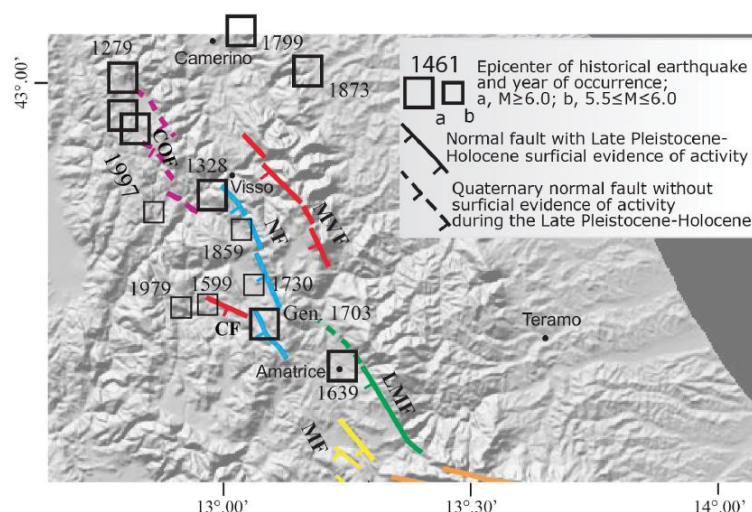 1279
1799
Camerino
1873
43°.00'
1461
Epicenter of historical earthquake
and year of occurrence;
a, M≥6.0; b, 5.5≤M≤6.0
a b
Normal fault with Late Pleistocene-
Holocene surficial evidence of activity
Quaternary normal fault without
surficial evidence of activity
during the Late Pleistocene-Holocene
COF
1328
Visso
1997
NF
MVF
1859
1730
1979
1599
CF
Gen. 1703
Teramo
Amatrice
1639
LMF
MF
13°.00'
13°.30'
14°.00'